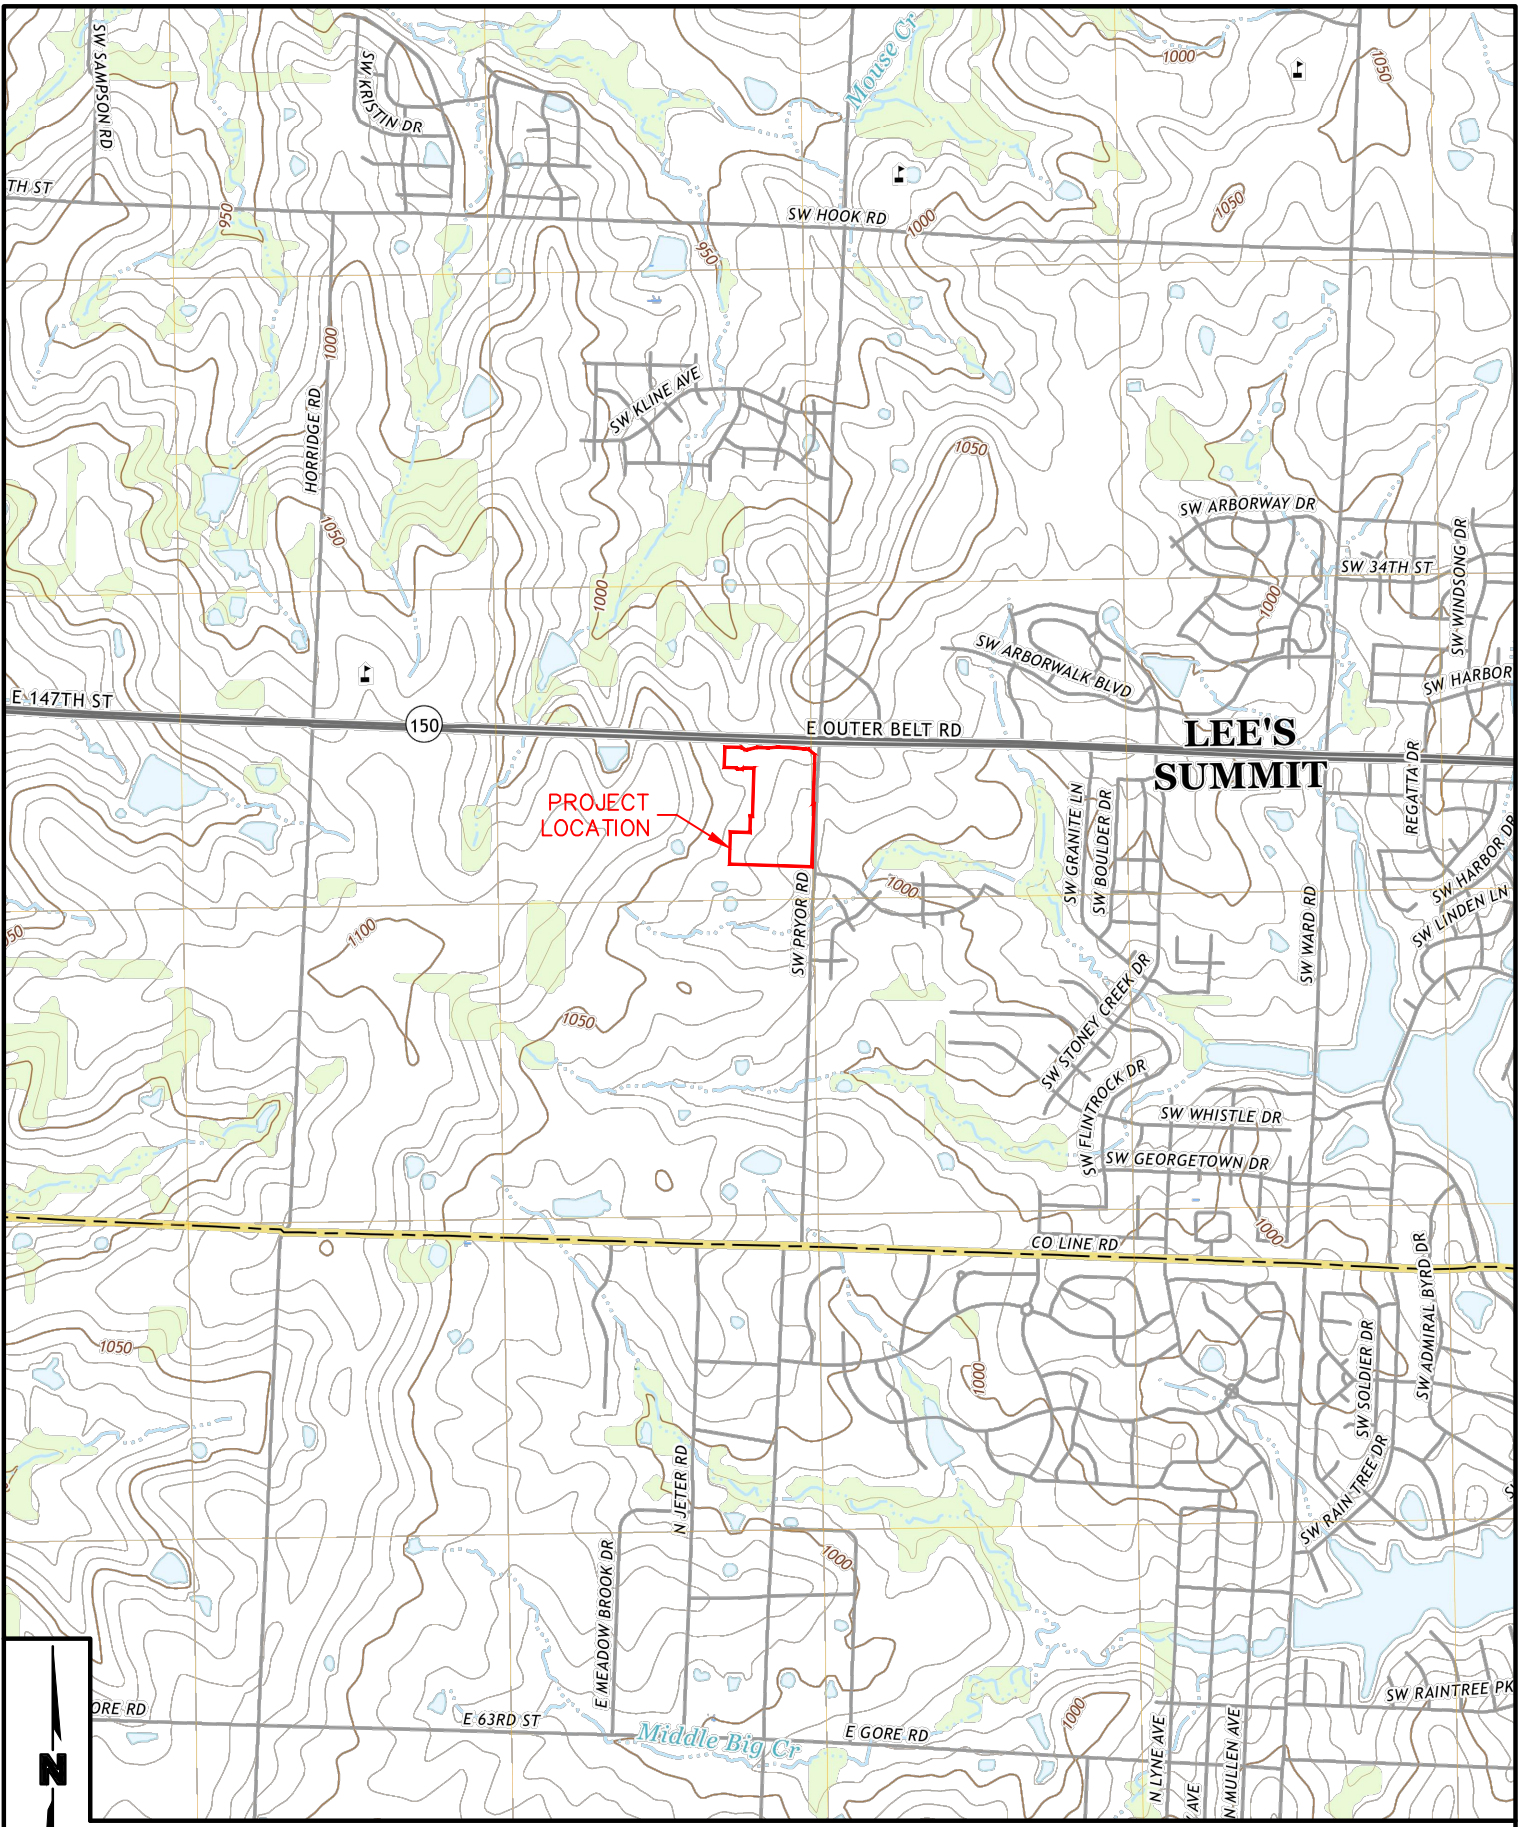 SW SAMPSON RD
SW KRISTIN DR
Mouse Cr
1000
1050
TH ST
950
SW HOOK RD
1000
1050
950
1000
HORRIDGE RD
SW KLINE AVE
1050
1050
SW ARBORWAY DR
SW 34TH ST
SW WINDSONG DR
1000
1000
SW ARBORWALK BLVD
SW HARBOR
E 147TH ST
150
E OUTER BELT RD
LEE'S
SUMMIT
REGATTA DR
PROJECT
LOCATION
SW GRANITE LN
SW BOULDER DR
SW HARBOR DR
SW LINDEN LN
1000
SW PRYOR RD
SW WARD RD
1100
50
1050
SW STONEY CREEK DR
SW FLINTROCK DR
SW WHISTLE DR
SW GEORGETOWN DR
1000
CO LINE RD
SW ADMIRAL BYRD DR
1050
1000
SW SOLDIER DR
N JETER RD
SW RAIN TREE DR
E MEADOW BROOK DR
1000
SW RAINTREE PK
ORE RD
E 63RD ST
Middle Big Cr
E GORE RD
1000
N LYNE AVE
AVE
N MULLEN AVE
N